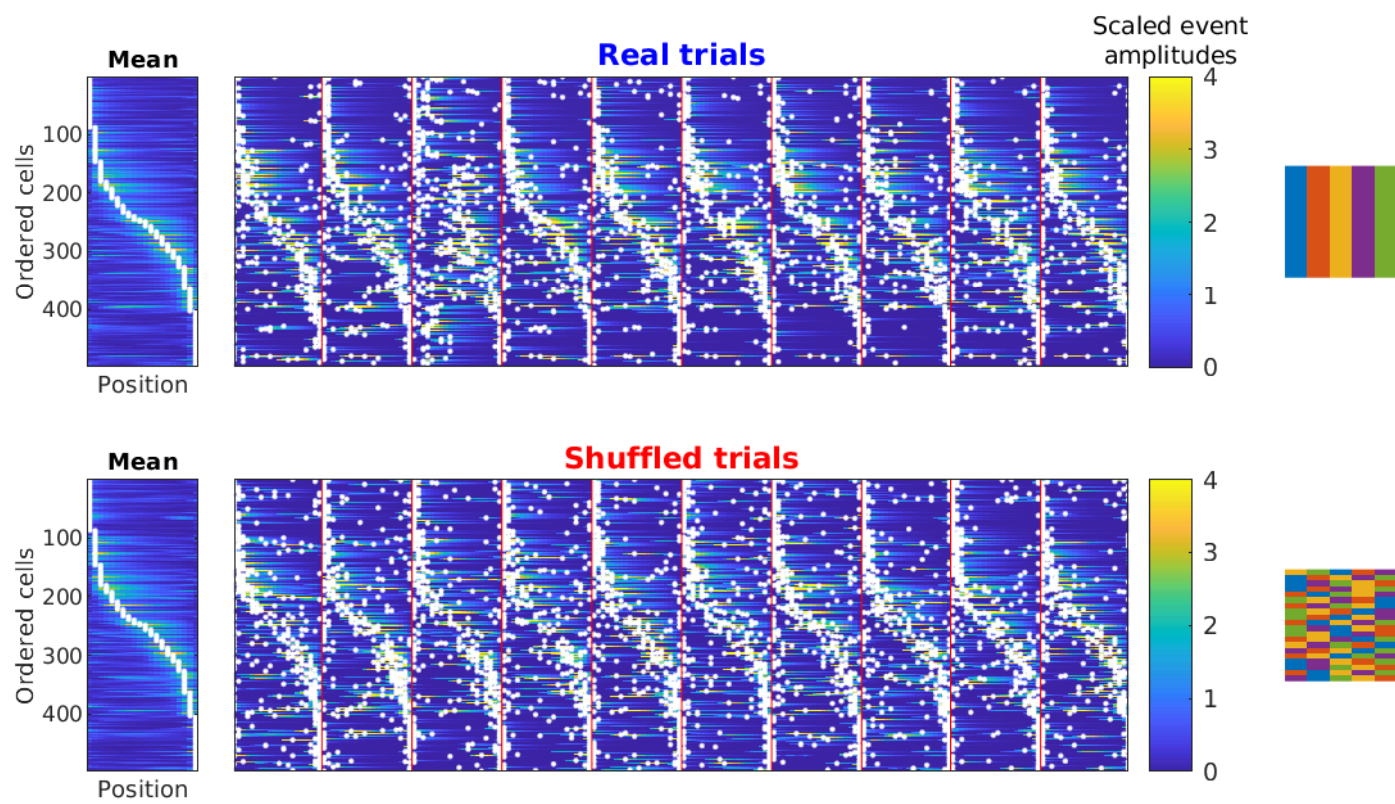 Mean
Real trials
Scaled event
amplitudes
Ordered cells
100
200
300
400
Position
4
3
2
1
0
Mean
Shuffled trials
Ordered cells
100
200
300
400
Position
4
3
2
1
0